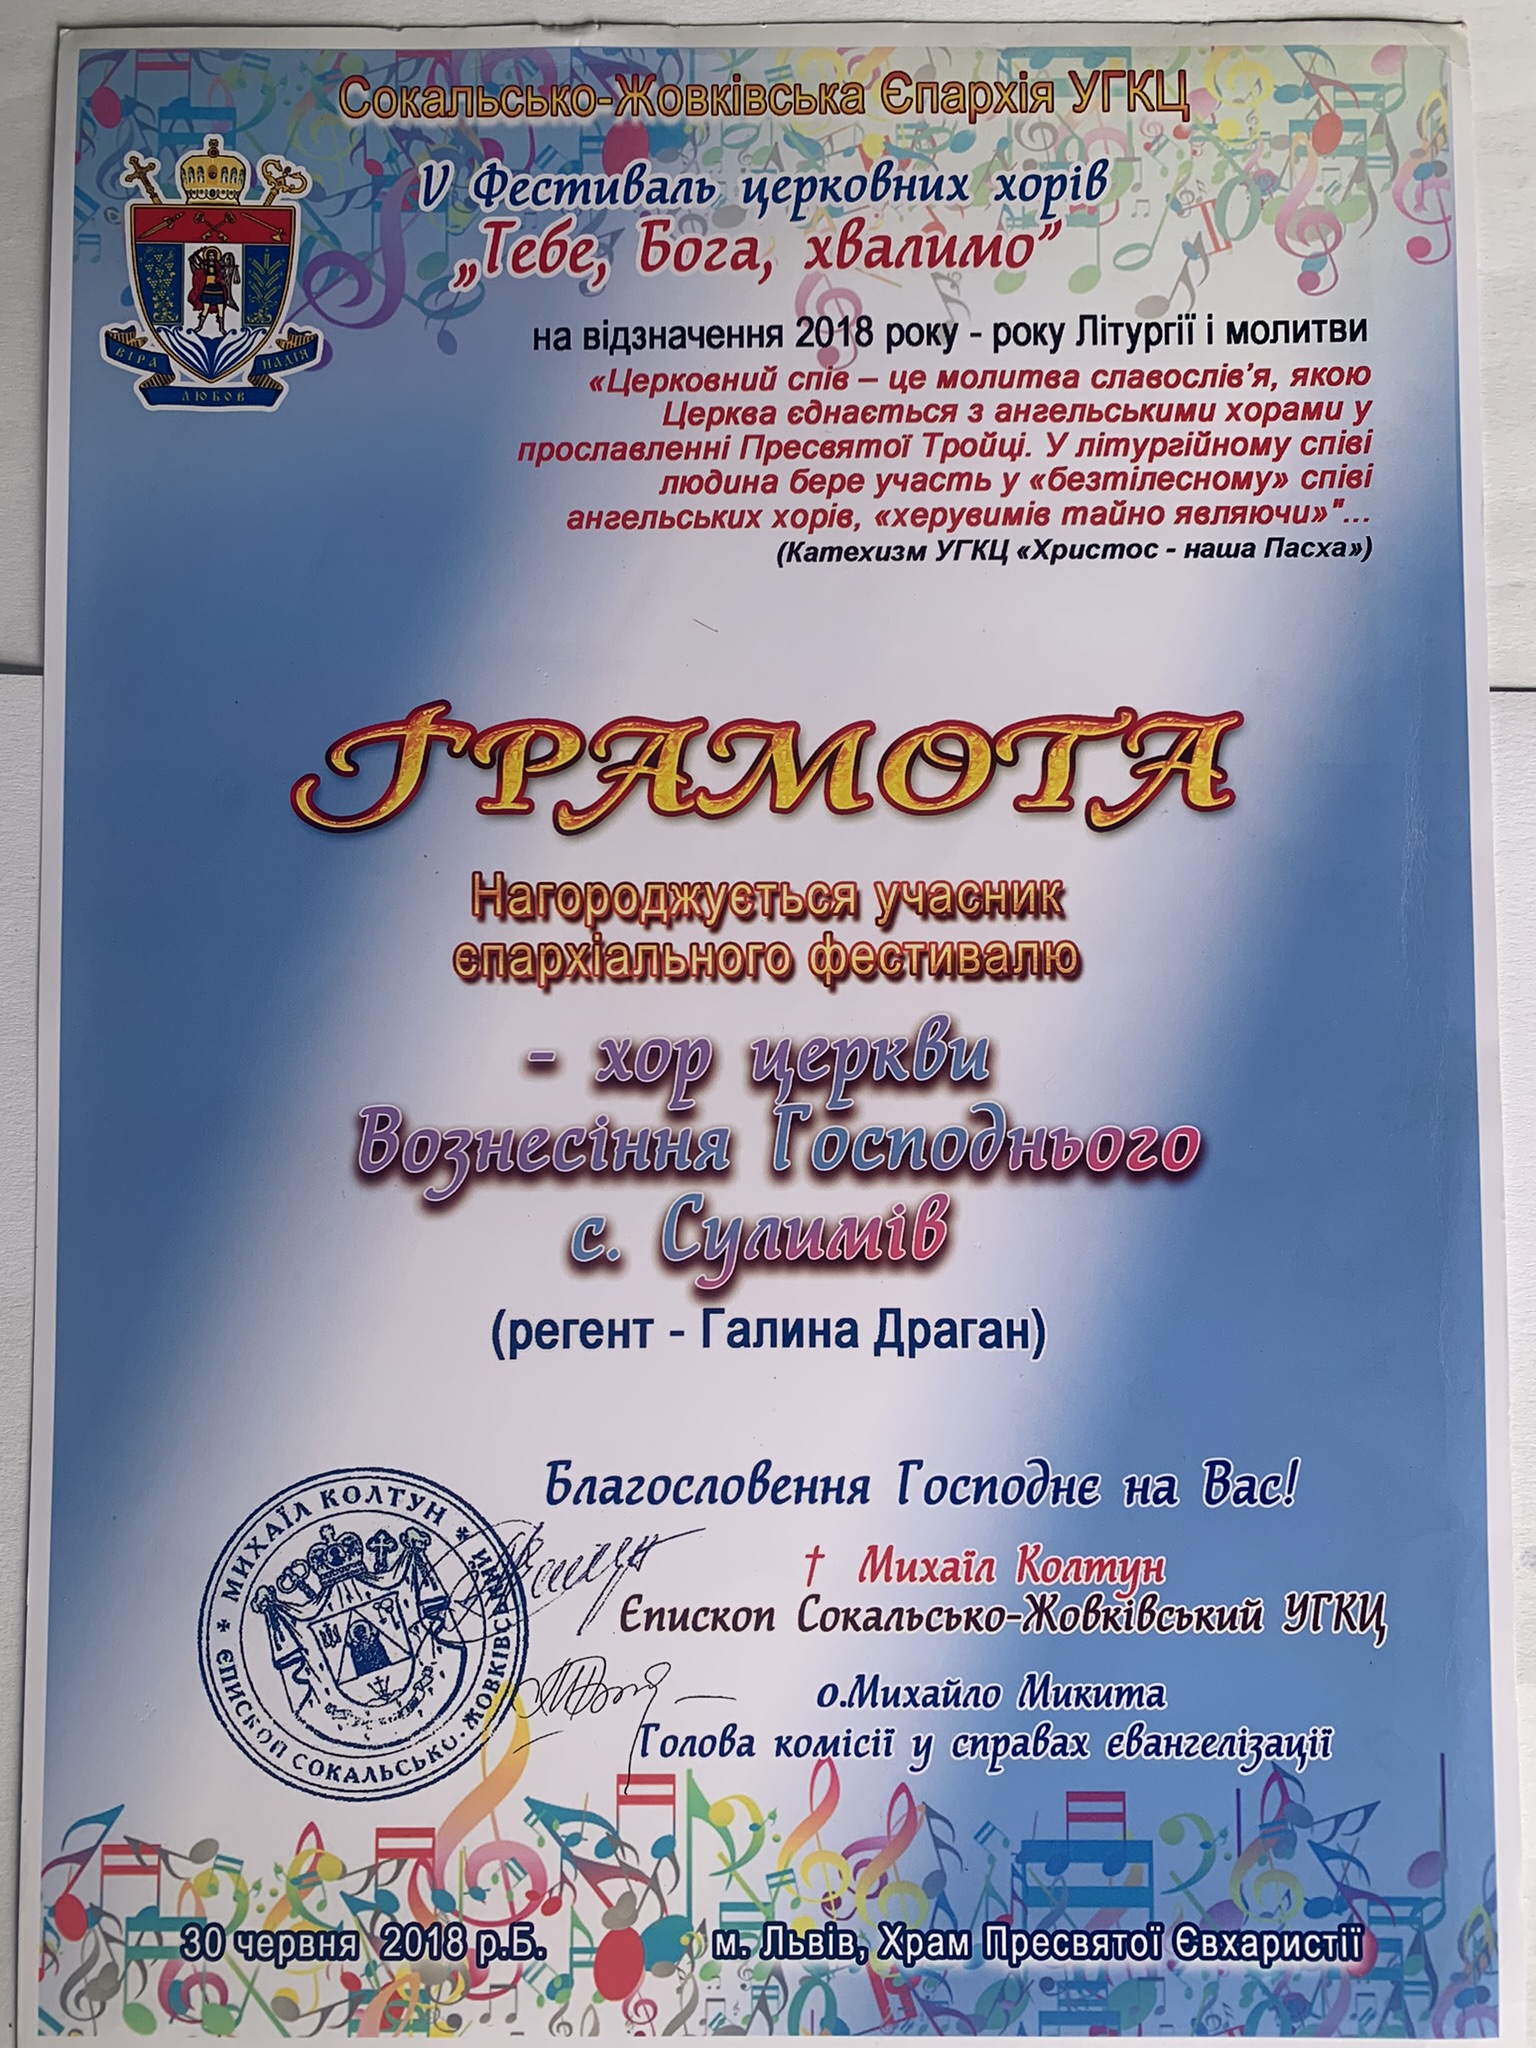 Сокальсько-Жовківська Єпархія УГКЦ
V Фестиваль церковних хорів
„Тебе, Бога, хвалимо”
ВІРА НАДІЯ
ЛЮБОВ
на відзначення 2018 року - року Літургії і молитви
«Церковний спів – це молитва славослів’я, якою
Церква єднається з ангельськими хорами у
прославленні Пресвятої Тройці. У літургійному співі
людина бере участь у «безтілесному» співі
ангельських хорів, «херувимів тайно являючи»"...
(Катехизм УГКЦ «Христос - наша Пасха»)
ГРАМОТА
Нагороджується учасник
єпархіального фестивалю
- хор церкви
Вознесіння Господнього
с. Сулимів
(регент - Галина Драган)
Благословення Господнє на Вас!
† Михаїл Колтун
Єпископ Сокальсько-Жовківський УГКЦ
о.Михайло Микита
Голова комісії у справах євангелізації
* МИХАЇЛ КОЛТУН *
ЄПИСКОП СОКАЛЬСЬКО-ЖОВКІВСЬКИЙ
30 червня 2018 р.Б.
м. Львів, Храм Пресвятої Євхаристії